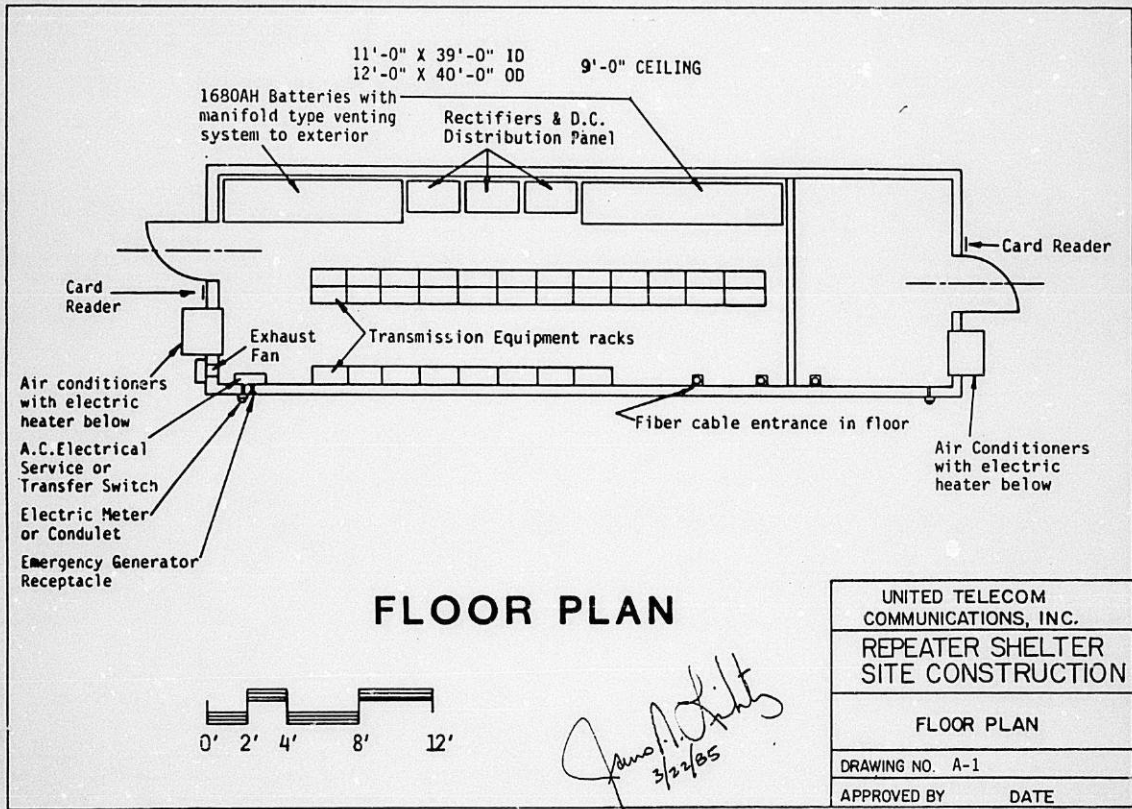 11'-0" X 39'-0" ID
12'-0" X 40'-0" OD
9'-0" CEILING
1680AH Batteries with
manifold type venting
system to exterior
Rectifiers & D.C.
Distribution Panel
Card Reader
Card
Reader
Exhaust
Fan
Transmission Equipment racks
Air conditioners
with electric
heater below
Fiber cable entrance in floor
Air Conditioners
with electric
heater below
A.C.Electrical
Service or
Transfer Switch
Electric Meter
or Condulet
Emergency Generator
Receptacle
FLOOR PLAN
0' 2' 4' 8' 12'
3/22/85
UNITED TELECOM
COMMUNICATIONS, INC.
REPEATER SHELTER
SITE CONSTRUCTION
FLOOR PLAN
DRAWING NO. A-1
APPROVED BY DATE